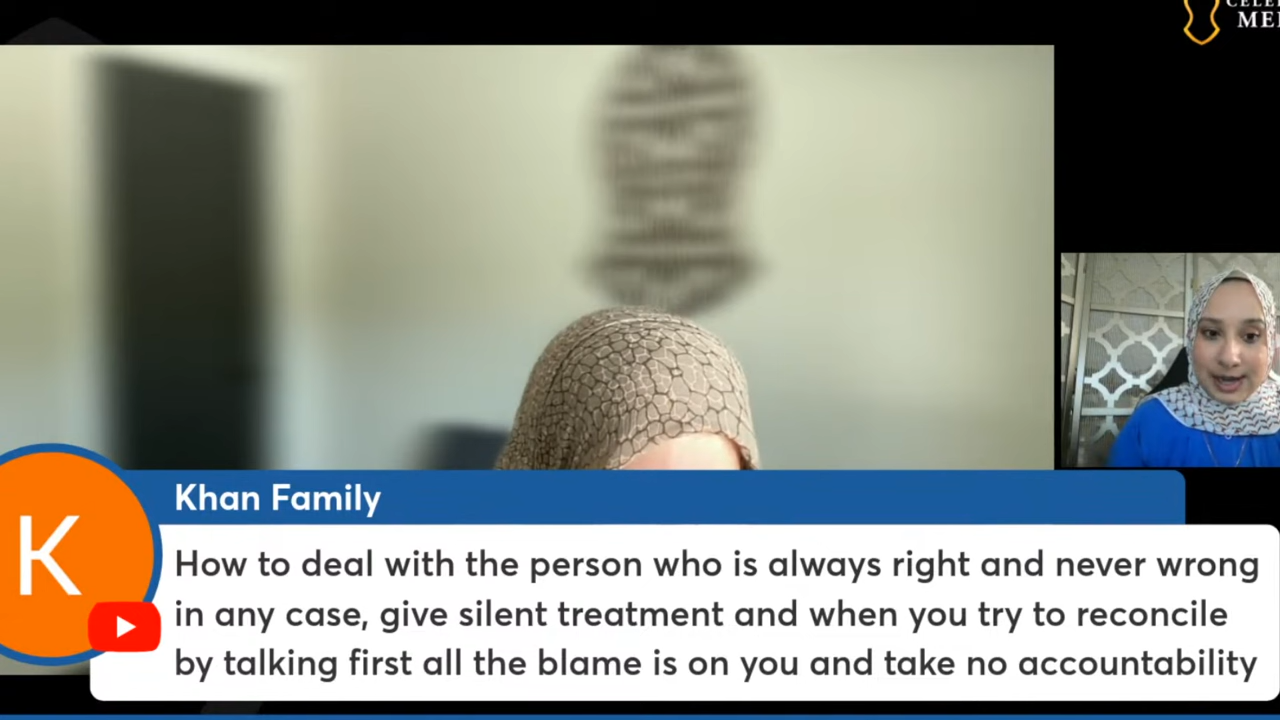 Khan Family
K
How to deal with the person who is always right and never wrong
in any case, give silent treatment and when you try to reconcile
by talking first all the blame is on you and take no accountability